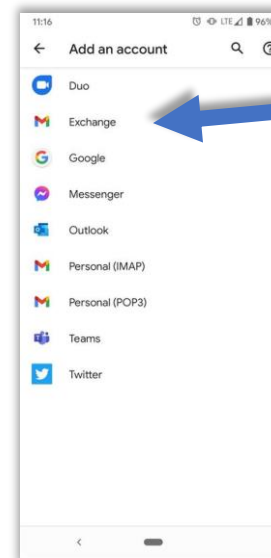 11:16 LTE 96%
Add an account
Duo
Exchange
Google
Messenger
Outlook
Personal (IMAP)
Personal (POP3)
Teams
Twitter